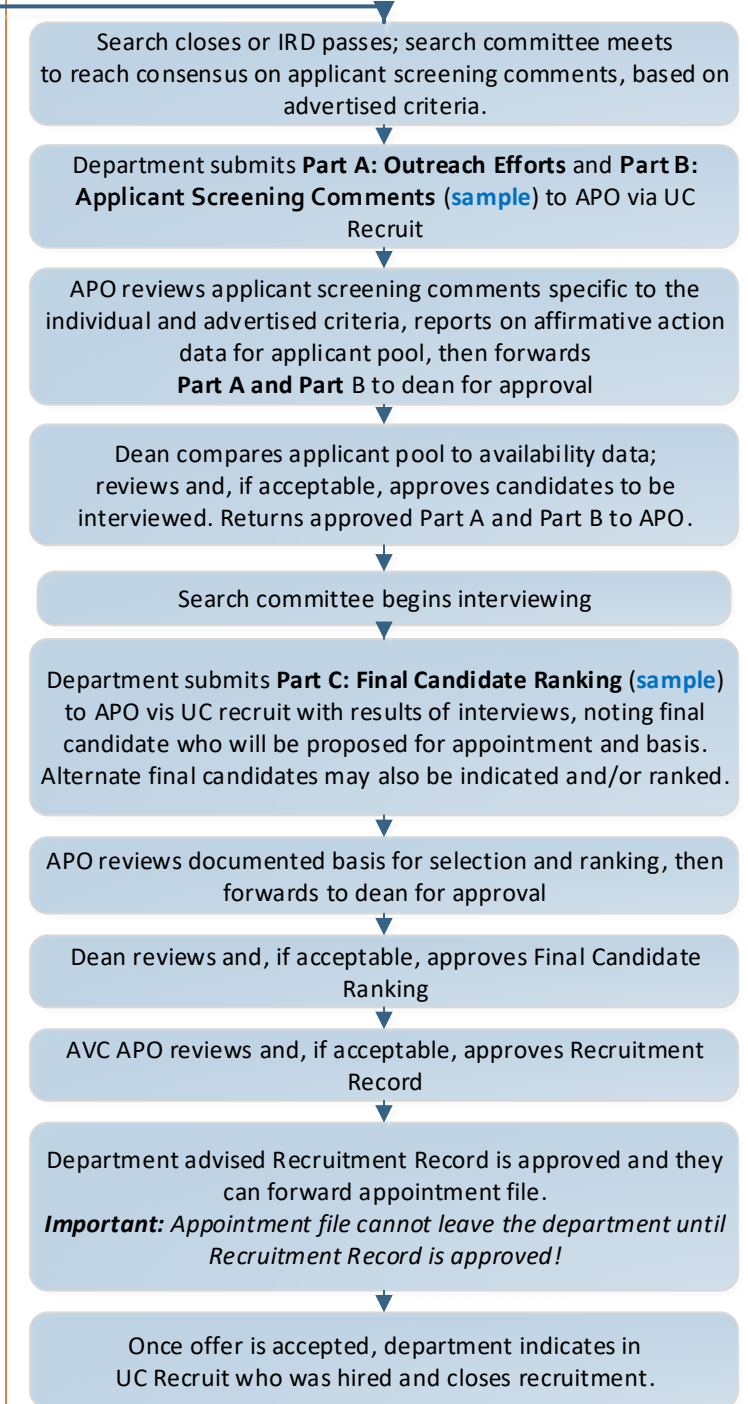 Search closes or IRD passes; search committee meets
to reach consensus on applicant screening comments, based on
advertised criteria.
Department submits Part A: Outreach Efforts and Part B:
Applicant Screening Comments (sample) to APO via UC
Recruit
APO reviews applicant screening comments specific to the
individual and advertised criteria, reports on affirmative action
data for applicant pool, then forwards
Part A and Part B to dean for approval
Dean compares applicant pool to availability data;
reviews and, if acceptable, approves candidates to be
interviewed. Returns approved Part A and Part B to APO.
Search committee begins interviewing
Department submits Part C: Final Candidate Ranking (sample)
to APO vis UC recruit with results of interviews, noting final
candidate who will be proposed for appointment and basis.
Alternate final candidates may also be indicated and/or ranked.
APO reviews documented basis for selection and ranking, then
forwards to dean for approval
Dean reviews and, if acceptable, approves Final Candidate
Ranking
AVC APO reviews and, if acceptable, approves Recruitment
Record
Department advised Recruitment Record is approved and they
can forward appointment file.
Important: Appointment file cannot leave the department until
Recruitment Record is approved!
Once offer is accepted, department indicates in
UC Recruit who was hired and closes recruitment.